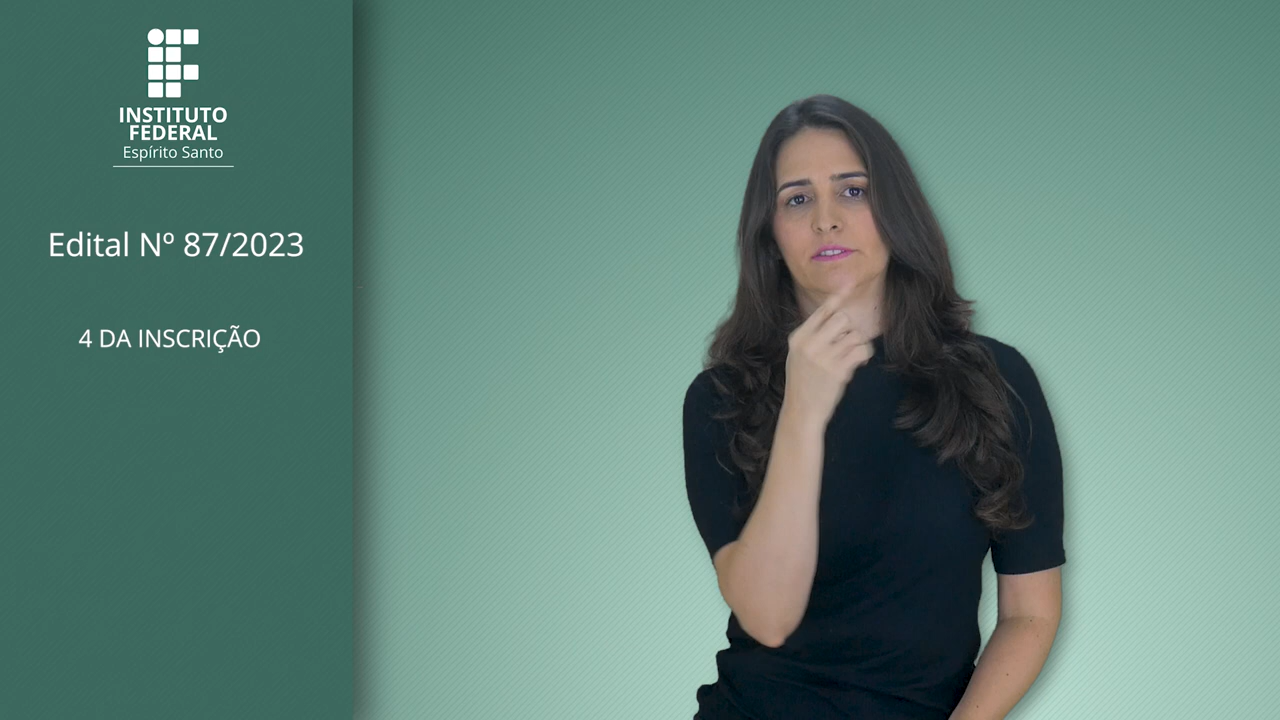 INSTITUTO
FEDERAL
Espírito Santo
Edital Nº 87/2023
4 DA INSCRIÇÃO